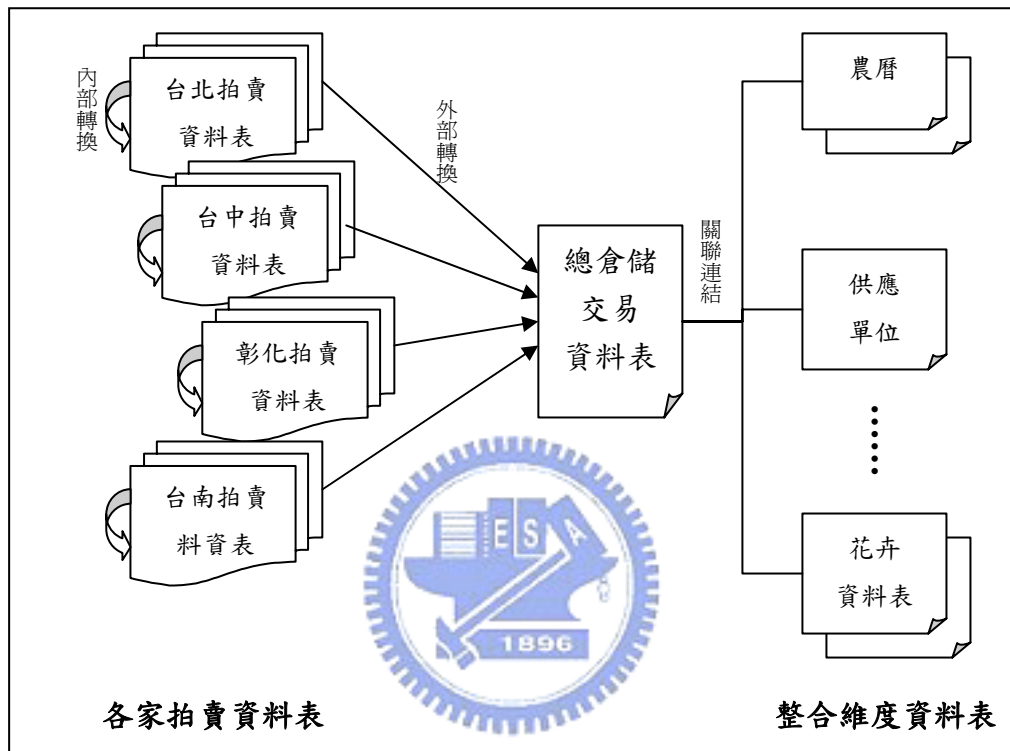 內部轉換
台北拍賣
資料表
台中拍賣
資料表
彰化拍賣
資料表
台南拍賣
料資表
外部轉換
總倉儲
交易
資料表
關聯連結
農曆
供應
單位
花卉
資料表
ESA
1896
各家拍賣資料表
整合維度資料表